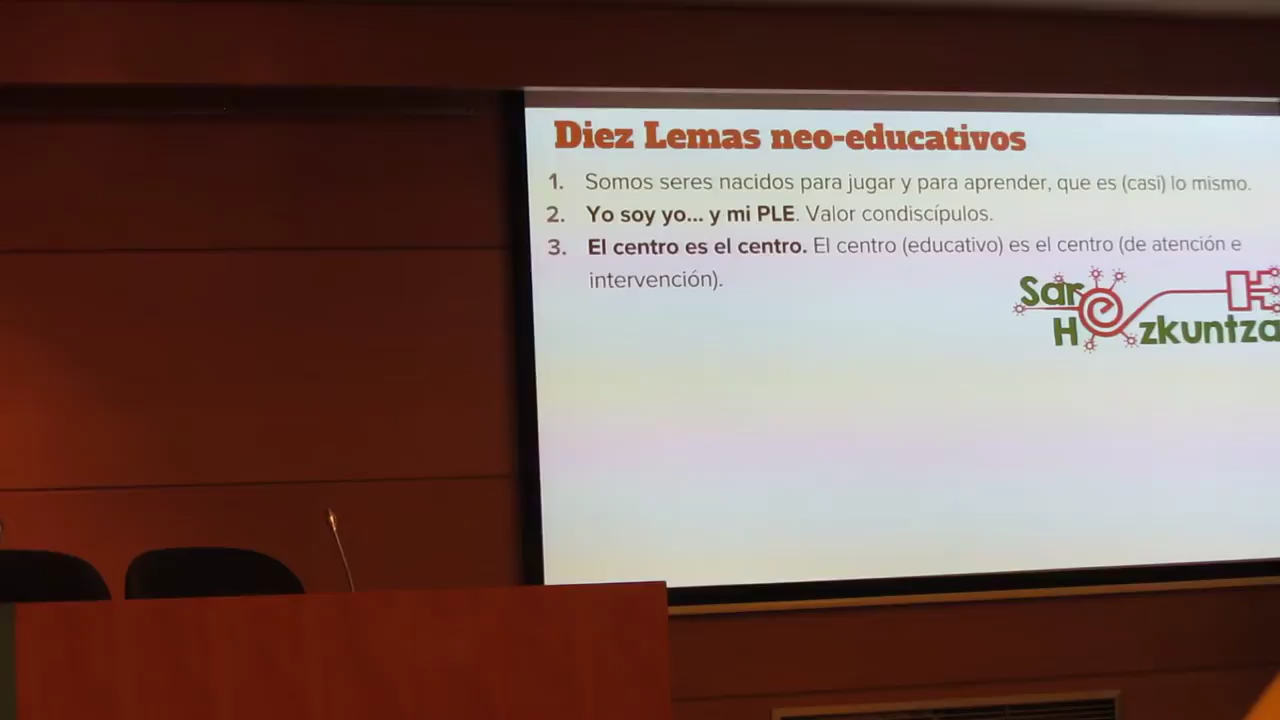 Diez Lemas neo-educativos
1. Somos seres nacidos para jugar y para aprender, que es (casi) lo mismo.
2. Yo soy yo... y mi PLE. Valor condiscípulos.
3. El centro es el centro. El centro (educativo) es el centro (de atención e
intervención).
Sare
Hezkuntza